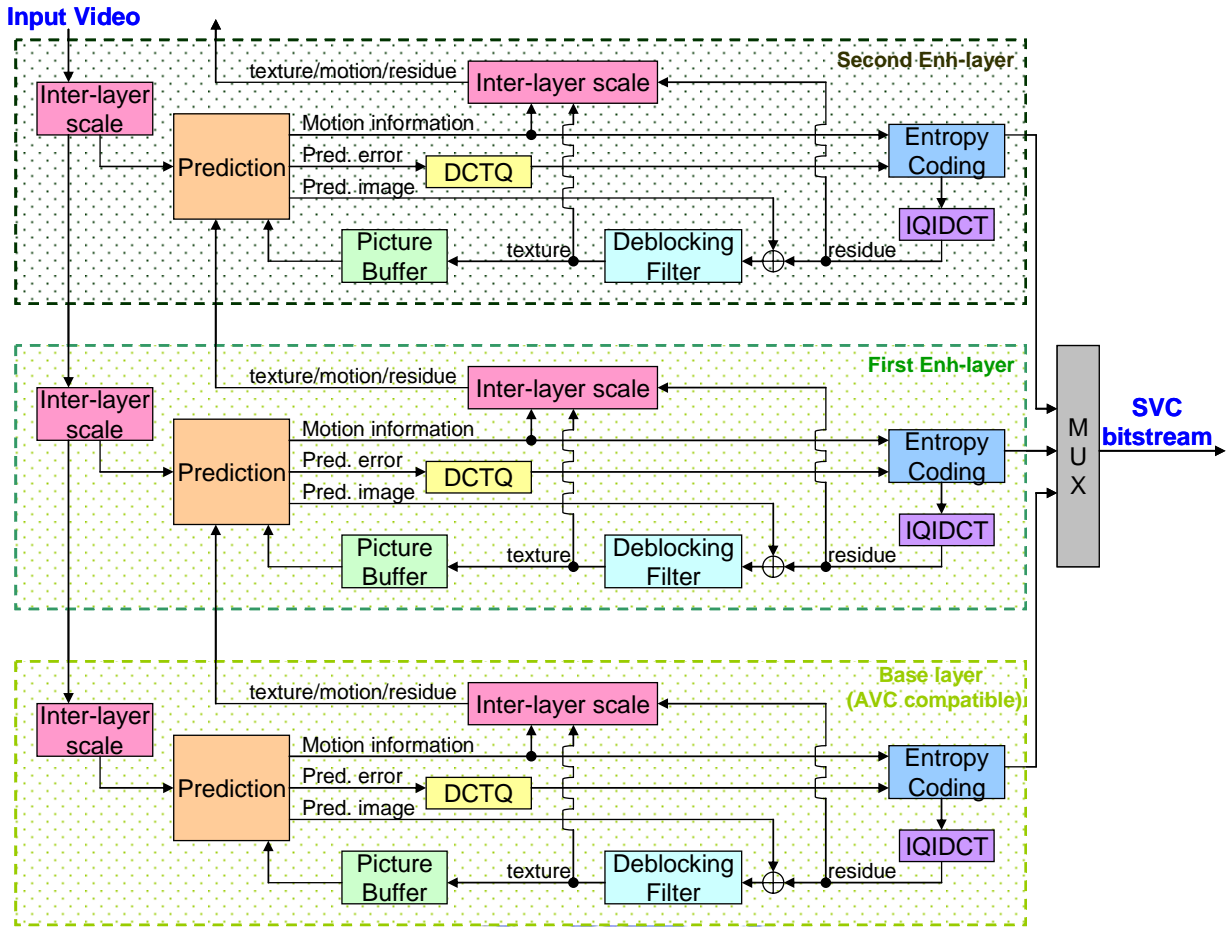 Input Video
Second Enh-layer
texture/motion/residue
Inter-layer scale
Inter-layer
scale
Motion information
Prediction
Pred. error
DCTQ
Pred. image
Entropy
Coding
IQIDCT
Picture
Buffer
texture
Deblocking
Filter
residue
First Enh-layer
texture/motion/residue
Inter-layer scale
Inter-layer
scale
Motion information
Prediction
Pred. error
DCTQ
Pred. image
Entropy
Coding
IQIDCT
Picture
Buffer
texture
Deblocking
Filter
residue
MUX
SVC
bitstream
Base layer
(AVC compatible)
texture/motion/residue
Inter-layer scale
Inter-layer
scale
Motion information
Prediction
Pred. error
DCTQ
Pred. image
Entropy
Coding
IQIDCT
Picture
Buffer
texture
Deblocking
Filter
residue